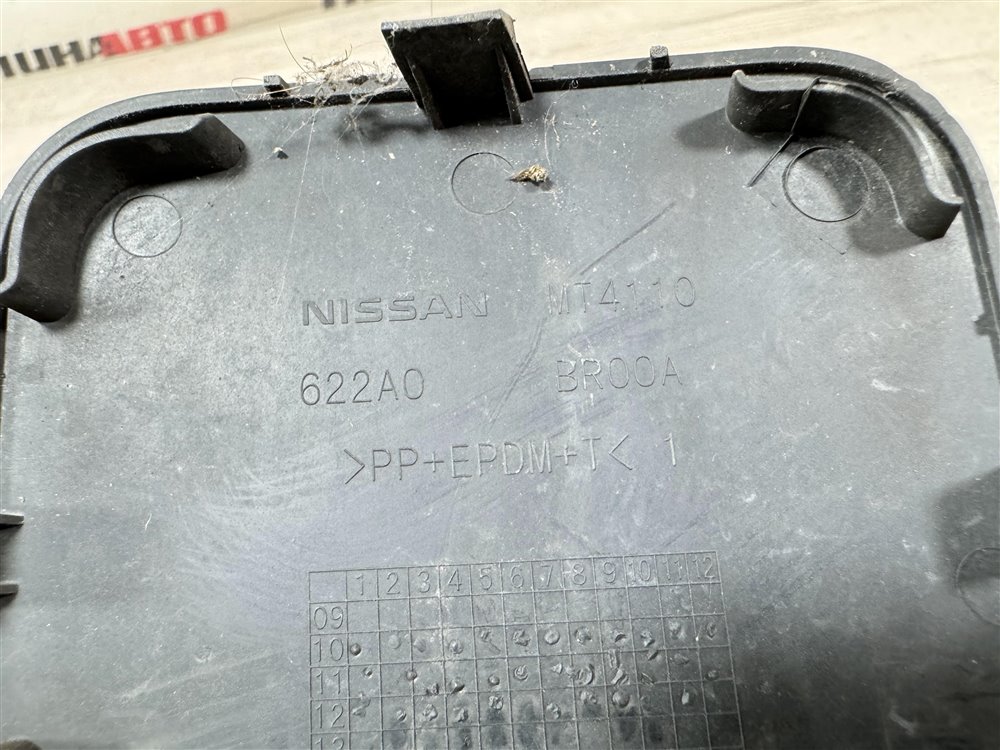 АВТО
NISSAN MT4110
622A0 BR00A
>PP+EPDM+T< 1
1 2 3 4 5 6 7 8 9 10 11 12
09
10
11
12